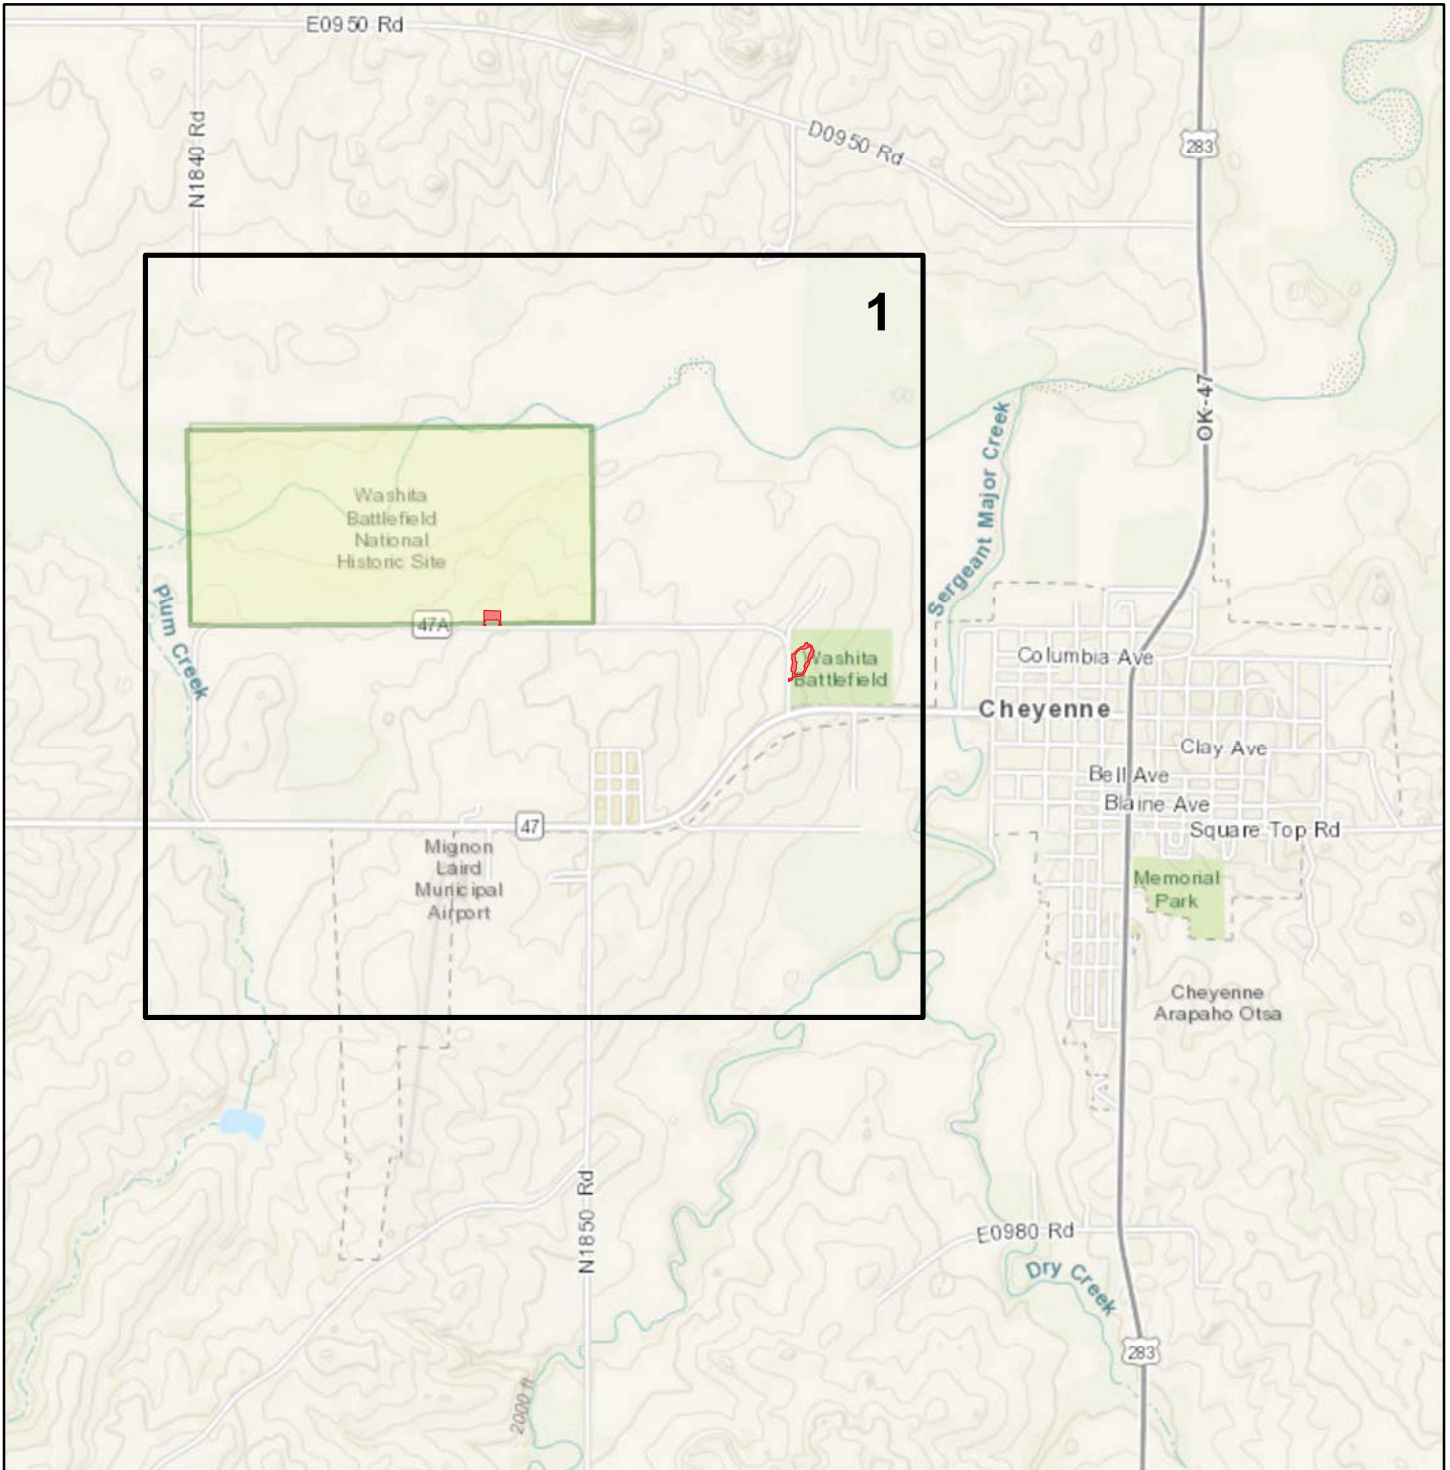 E0950 Rd
N1840 Rd
D0950 Rd
283
1
OK-47
Sergeant Major Creek
Washita
Battlefield
National
Historic Site
Plum Creek
47A
Washita
Battlefield
Columbia Ave
Cheyenne
Clay Ave
Bell Ave
Blaine Ave
Square Top Rd
47
Mignon
Laird
Municipal
Airport
Memorial
Park
Cheyenne
Arapaho Otsa
N1850 Rd
E0980 Rd
Dry Creek
283
2000 ft